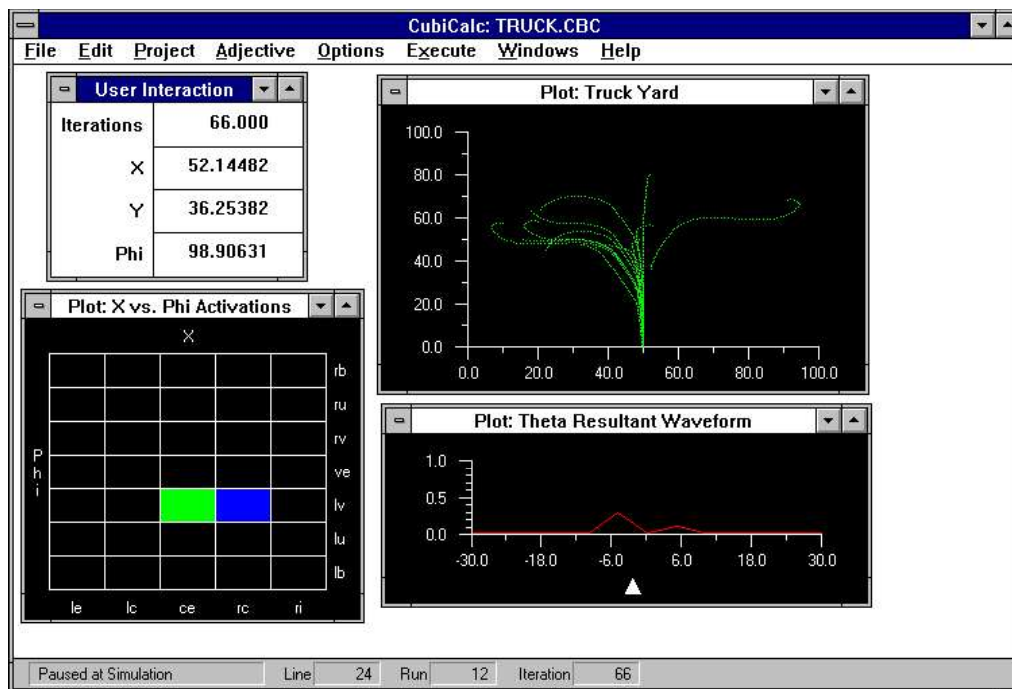 CubiCalc: TRUCK.CBC
File Edit Project Adjective Options Execute Windows Help
User Interaction
Iterations 66.000
X 52.14482
Y 36.25382
Phi 98.90631
Plot: Truck Yard
100.0
80.0
60.0
40.0
20.0
0.0
0.0 20.0 40.0 60.0 80.0 100.0
Plot: X vs. Phi Activations
X
Phi
rb
ru
rv
ve
lv
lu
lb
le lc ce rc ri
Plot: Theta Resultant Waveform
1.0
0.5
0.0
-30.0 -18.0 -6.0 6.0 18.0 30.0
Paused at Simulation Line 24 Run 12 Iteration 66